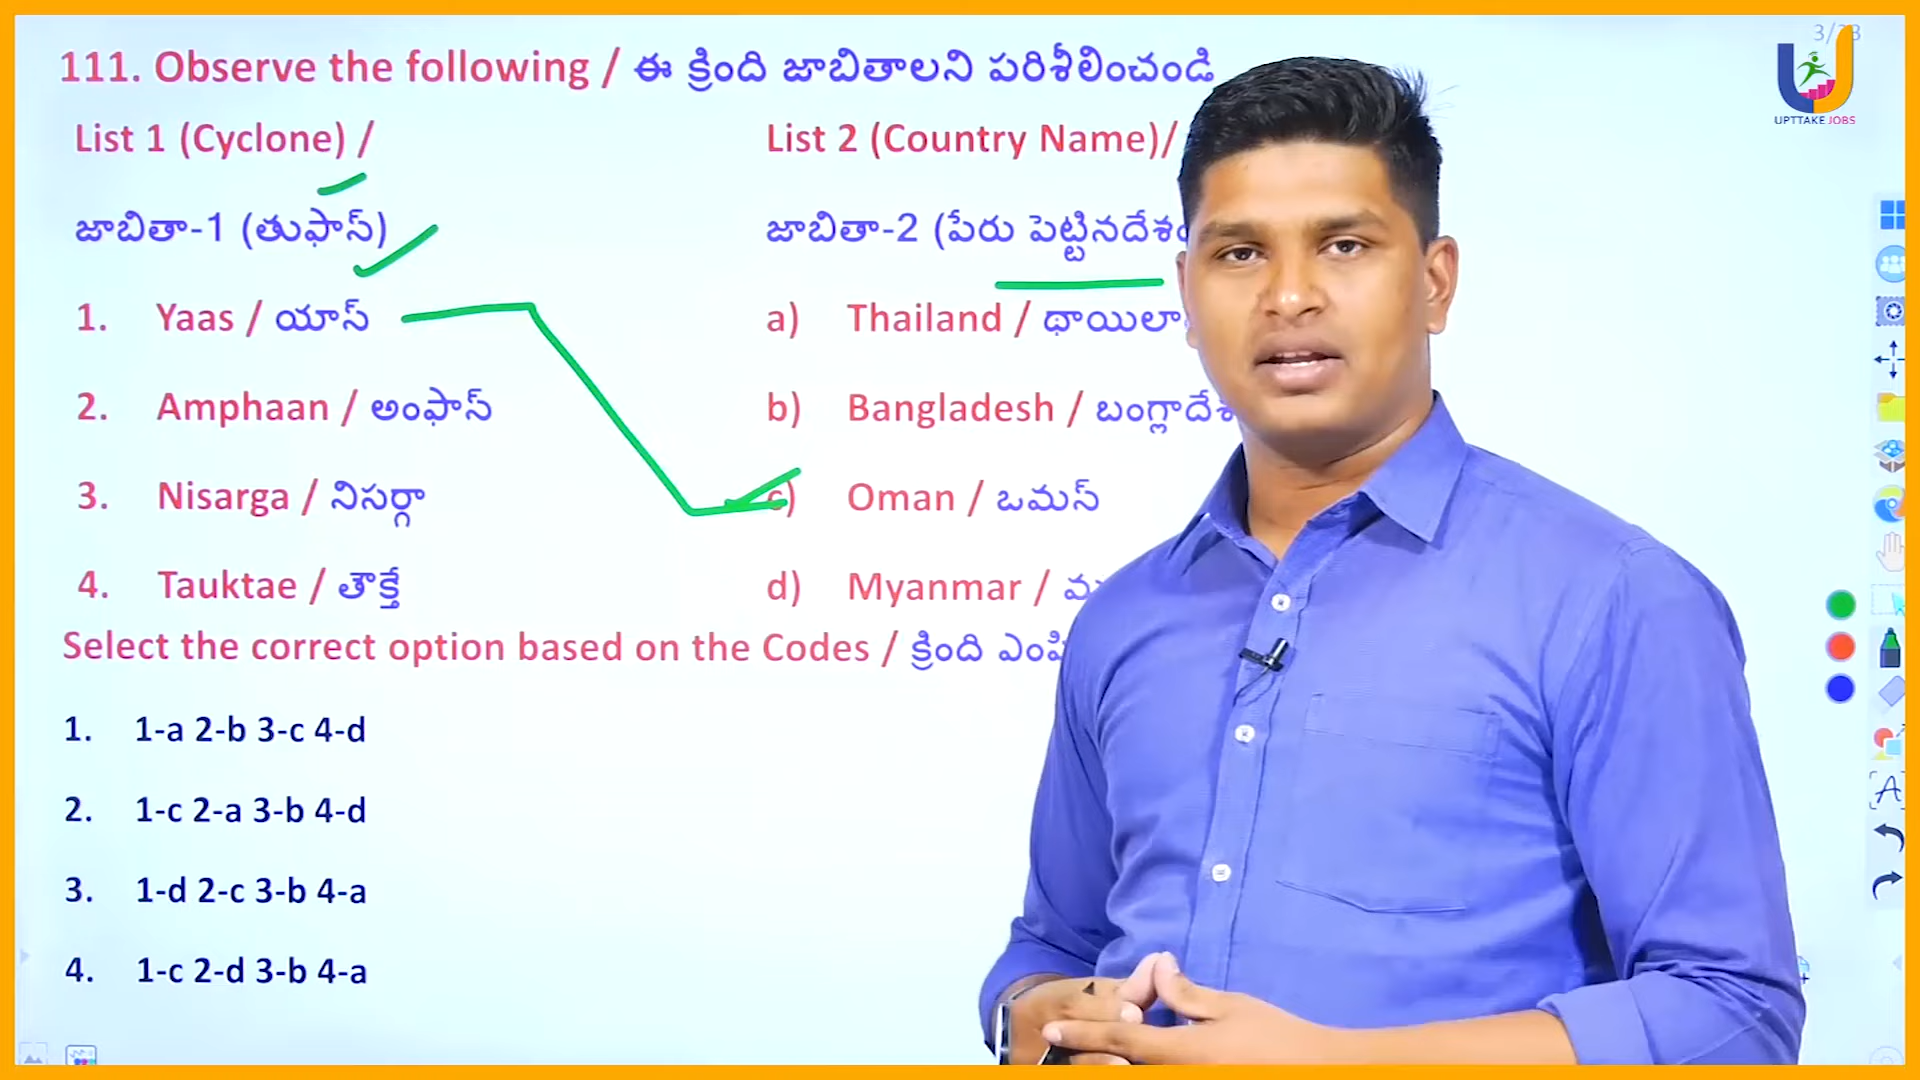 3/
111. Observe the following / ఈ క్రింది జాబితాలని పరిశీలించండి
UPTTAKE JOBS
List 1 (Cyclone) /
List 2 (Country Name)/
జాబితా-1 (తుఫాన్)
జాబితా-2 (పేరు పెట్టినదేశం
1. Yaas / యాస్
a) Thailand /
2. Amphaan / అంఫాన్
b) Bangladesh /
3. Nisarga / నిసర్గా
c) Oman / ఒమన్
4. Tauktae / తౌక్తే
d) Myanmar /
Select the correct option based on the Codes / క్రింది
1. 1-a 2-b 3-c 4-d
2. 1-c 2-a 3-b 4-d
3. 1-d 2-c 3-b 4-a
4. 1-c 2-d 3-b 4-a